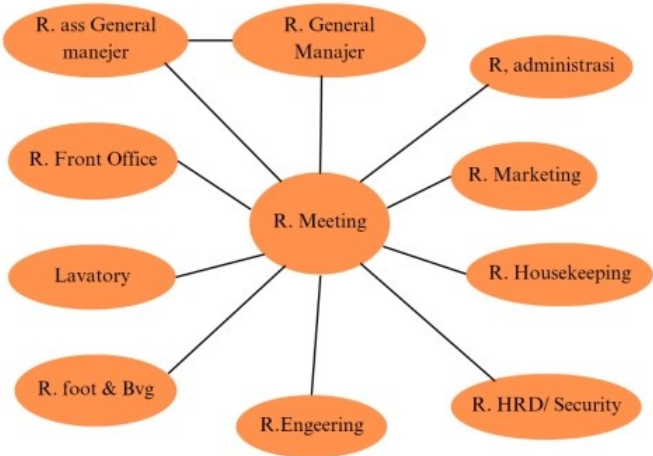 R. ass General
manejer
R. General
Manajer
R, administrasi
R. Front Office
R. Marketing
R. Meeting
Lavatory
R. Housekeeping
R. foot & Bvg
R.Engeering
R. HRD/ Security